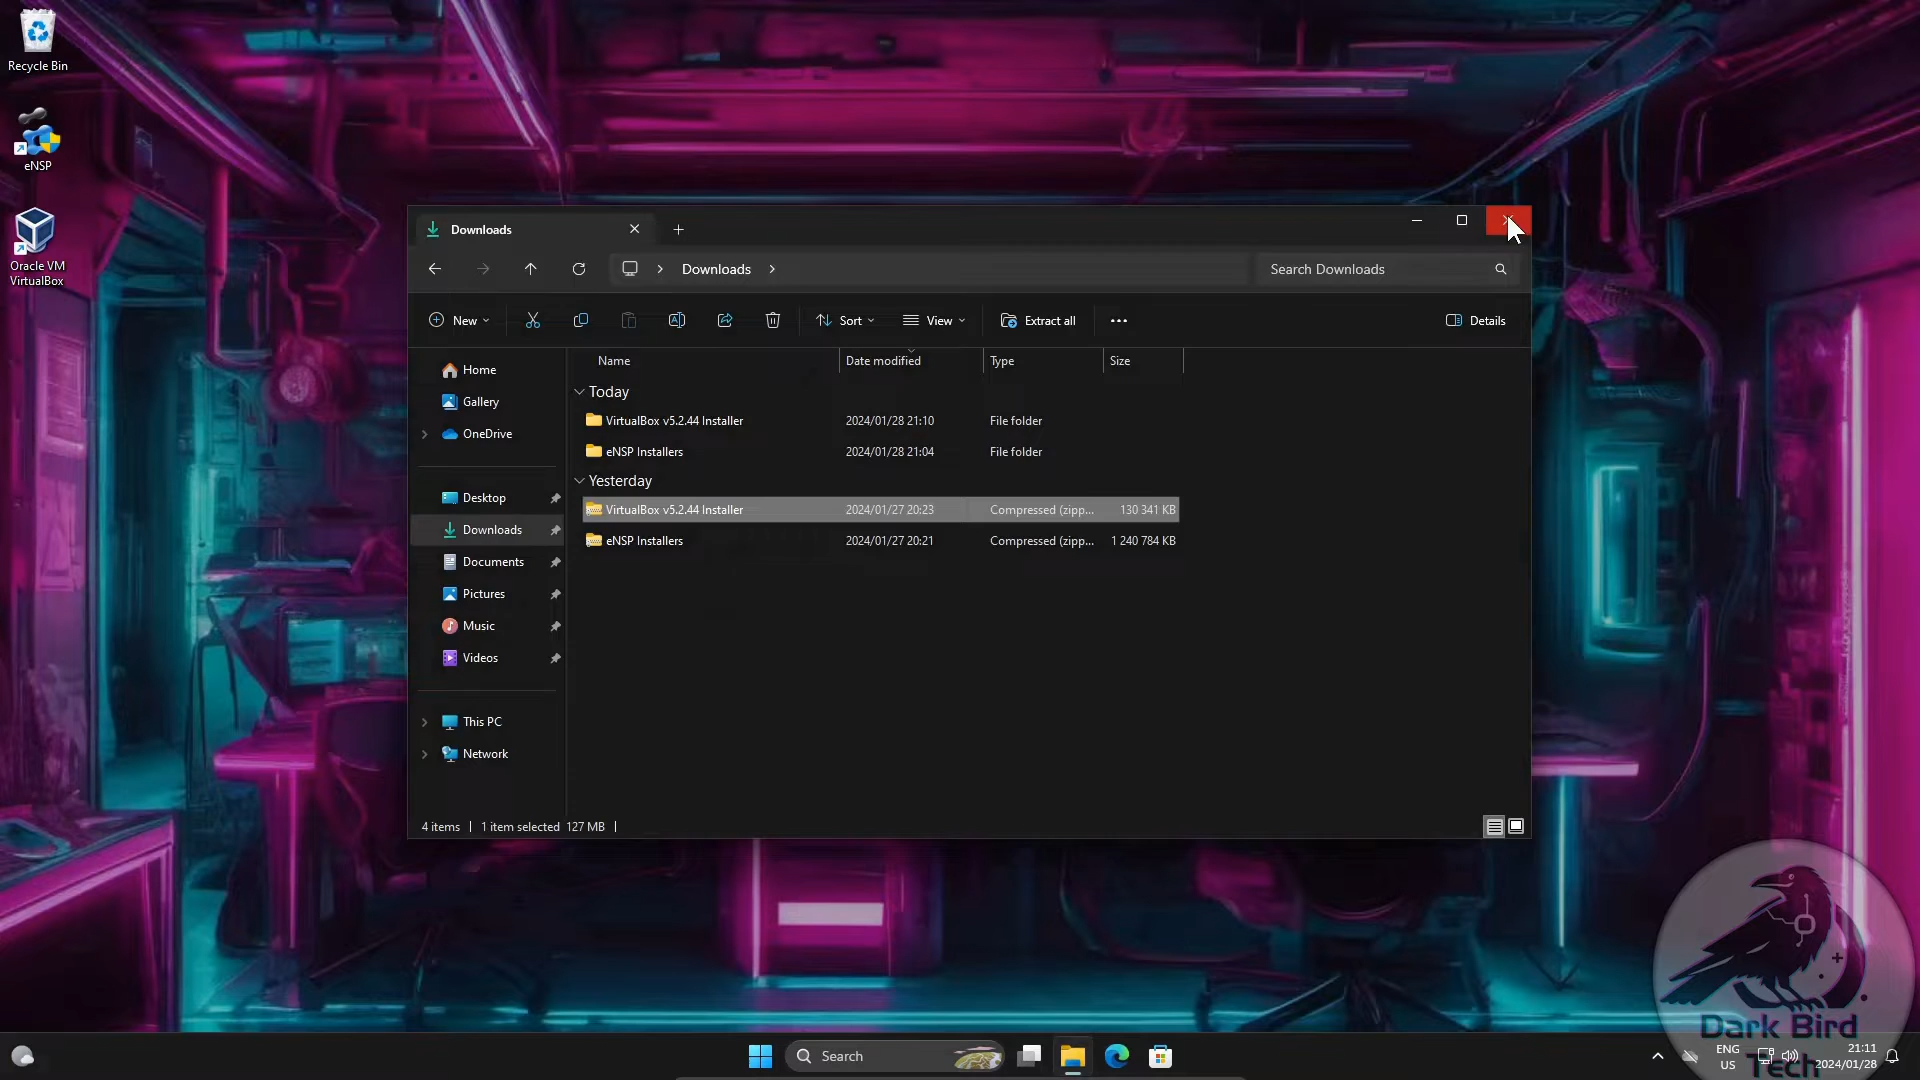 Recycle Bin
eNSP
Oracle VM
VirtualBox
Downloads
Downloads
Search Downloads
New
Sort
View
Extract all
Details
Name Date modified Type Size
Today
VirtualBox v5.2.44 Installer 2024/01/28 21:10 File folder
eNSP Installers 2024/01/28 21:04 File folder
Yesterday
VirtualBox v5.2.44 Installer 2024/01/27 20:23 Compressed (zipp... 130 341 KB
eNSP Installers 2024/01/27 20:21 Compressed (zipp... 1 240 784 KB
Home
Gallery
OneDrive
Desktop
Downloads
Documents
Pictures
Music
Videos
This PC
Network
4 items 1 item selected 127 MB
Dark Bird
Tech
Search
ENG
US
21:11
2024/01/28